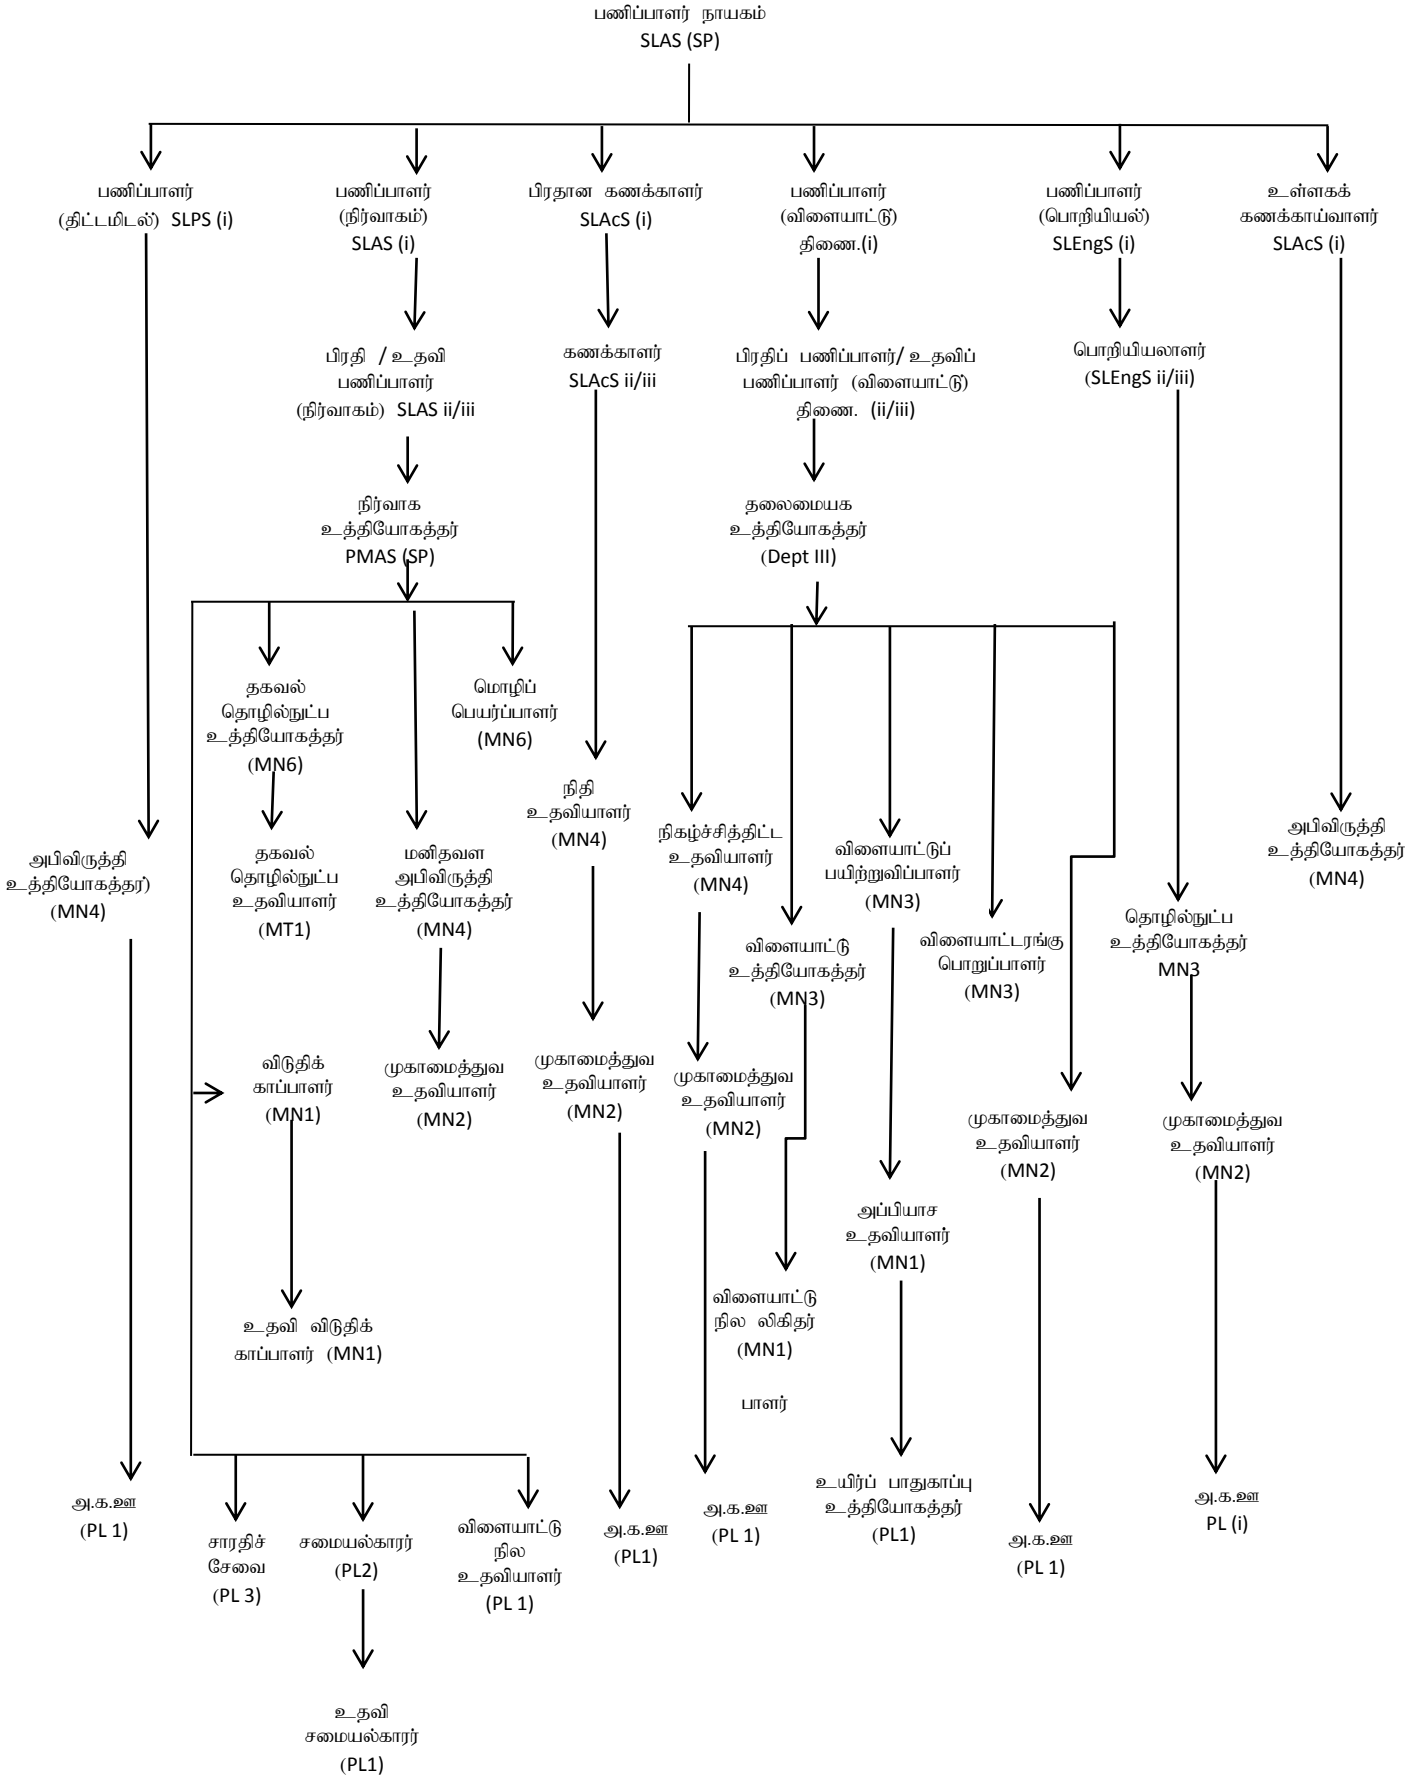 பணிப்பாளர் நாயகம்
SLAS (SP)
பணிப்பாளர்
(திட்டமிடல்) SLPS (i)
பணிப்பாளர்
(நிர்வாகம்)
SLAS (i)
பிரதான கணக்காளர்
SLAcS (i)
பணிப்பாளர்
(விளையாட்டு)
திணை.(i)
பணிப்பாளர்
(பொறியியல்)
SLEngS (i)
உள்ளகக்
கணக்காய்வாளர்
SLAcS (i)
பிரதி / உதவி
பணிப்பாளர்
(நிர்வாகம்) SLAS ii/iii
கணக்காளர்
SLAcS ii/iii
பிரதிப் பணிப்பாளர்/ உதவிப்
பணிப்பாளர் (விளையாட்டு)
திணை. (ii/iii)
பொறியியலாளர்
(SLEngS ii/iii)
நிர்வாக
உத்தியோகத்தர்
PMAS (SP)
தலைமையக
உத்தியோகத்தர்
(Dept III)
தகவல்
தொழில்நுட்ப
உத்தியோகத்தர்
(MN6)
மொழிப்
பெயர்ப்பாளர்
(MN6)
நிதி
உதவியாளர்
(MN4)
நிகழ்ச்சித்திட்ட
உதவியாளர்
(MN4)
விளையாட்டுப்
பயிற்றுவிப்பாளர்
(MN3)
அபிவிருத்தி
உத்தியோகத்தர்
(MN4)
அபிவிருத்தி
உத்தியோகத்தர்)
(MN4)
தகவல்
தொழில்நுட்ப
உதவியாளர்
(MT1)
மனிதவள
அபிவிருத்தி
உத்தியோகத்தர்
(MN4)
விளையாட்டு
உத்தியோகத்தர்
(MN3)
விளையாட்டரங்கு
பொறுப்பாளர்
(MN3)
தொழில்நுட்ப
உத்தியோகத்தர்
MN3
விடுதிக்
காப்பாளர்
(MN1)
முகாமைத்துவ
உதவியாளர்
(MN2)
முகாமைத்துவ
உதவியாளர்
(MN2)
முகாமைத்துவ
உதவியாளர்
(MN2)
முகாமைத்துவ
உதவியாளர்
(MN2)
முகாமைத்துவ
உதவியாளர்
(MN2)
அப்பியாச
உதவியாளர்
(MN1)
விளையாட்டு
நில லிகிதர்
(MN1)
உதவி விடுதிக்
காப்பாளர் (MN1)
பாளர்
அ.க.ஊ
(PL 1)
சாரதிச்
சேவை
(PL 3)
சமையல்காரர்
(PL2)
விளையாட்டு
நில
உதவியாளர்
(PL 1)
அ.க.ஊ
(PL1)
அ.க.ஊ
(PL 1)
உயிர்ப் பாதுகாப்பு
உத்தியோகத்தர்
(PL1)
அ.க.ஊ
(PL 1)
அ.க.ஊ
PL (i)
உதவி
சமையல்காரர்
(PL1)